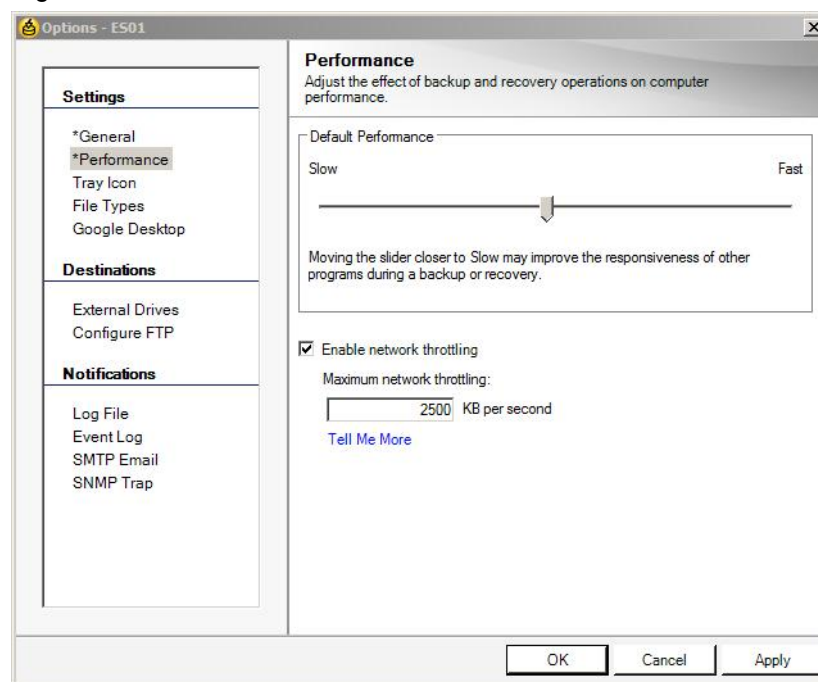 Options - ES01
Settings
*General
*Performance
Tray Icon
File Types
Google Desktop
Destinations
External Drives
Configure FTP
Notifications
Log File
Event Log
SMTP Email
SNMP Trap
Performance
Adjust the effect of backup and recovery operations on computer
performance.
Default Performance
Slow Fast
Moving the slider closer to Slow may improve the responsiveness of other
programs during a backup or recovery.
Enable network throttling
Maximum network throttling:
2500 KB per second
Tell Me More
OK Cancel Apply